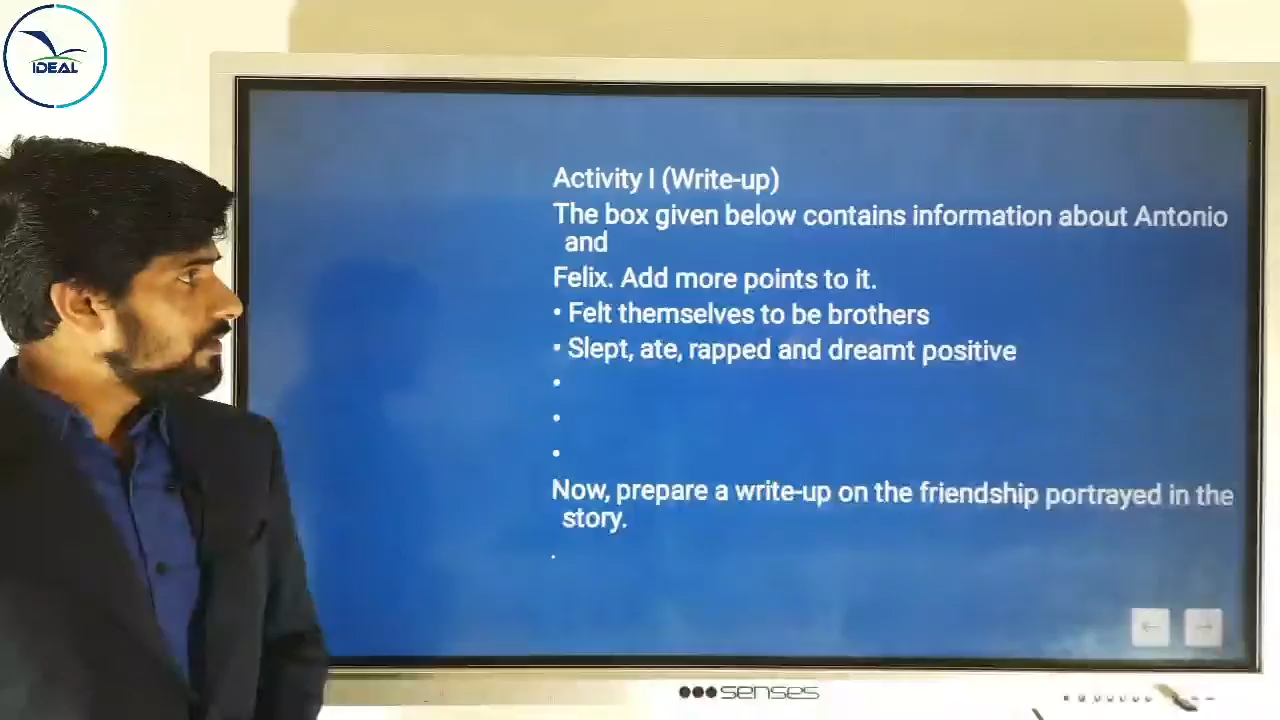 IDEAL
Activity I (Write-up)
The box given below contains information about Antonio
and
Felix. Add more points to it.
• Felt themselves to be brothers
• Slept, ate, rapped and dreamt positive
•
•
•
Now, prepare a write-up on the friendship portrayed in the
story.
.
senses